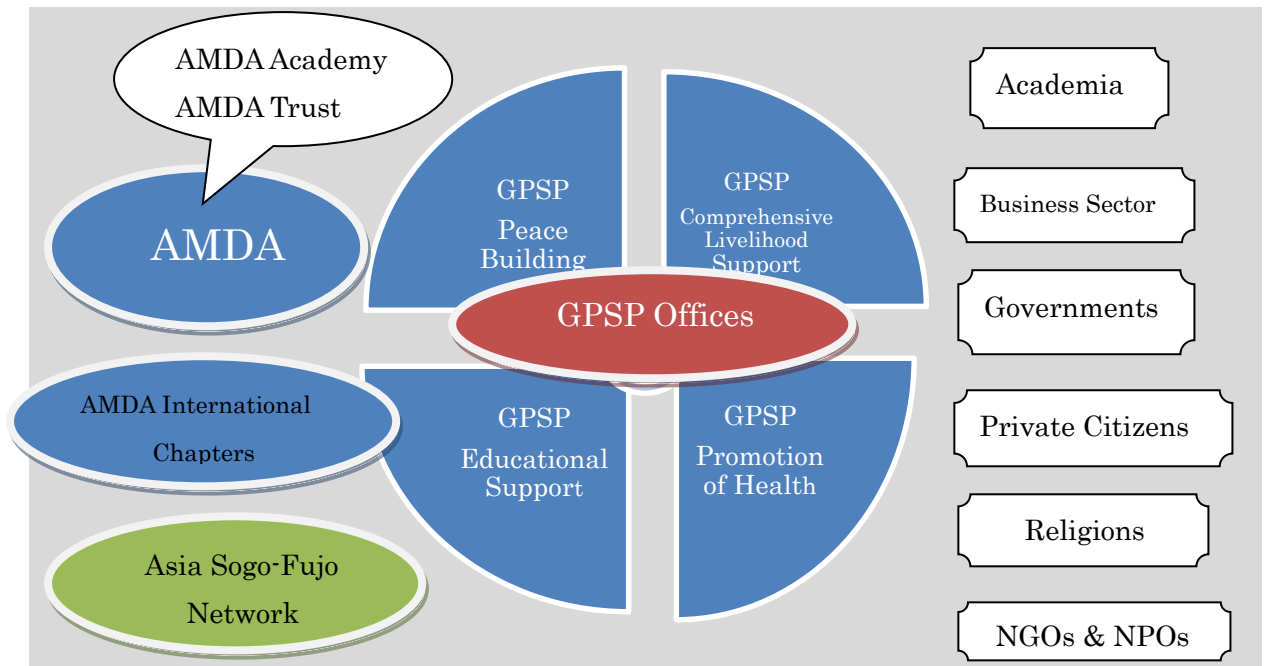 AMDA Academy
AMDA Trust
AMDA
AMDA International
Chapters
Asia Sogo-Fujo
Network
GPSP
Peace
Building
GPSP
Comprehensive
Livelihood
Support
GPSP Offices
GPSP
Educational
Support
GPSP
Promotion
of Health
Academia
Business Sector
Governments
Private Citizens
Religions
NGOs & NPOs